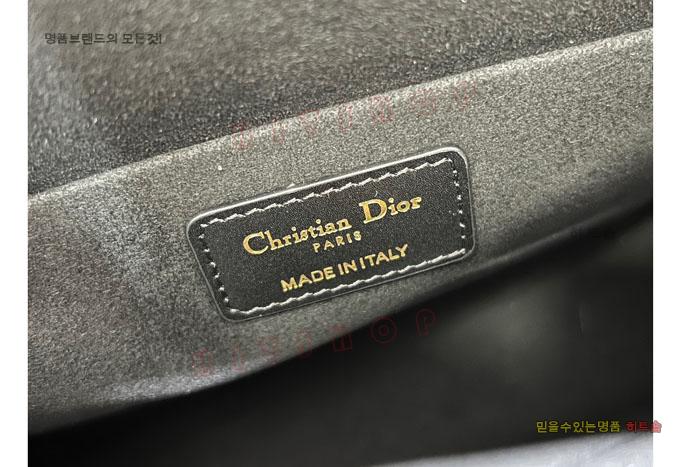 명품브랜드의 모든것!
Christian Dior
PARIS
MADE IN ITALY
믿을수있는명품 히트숍